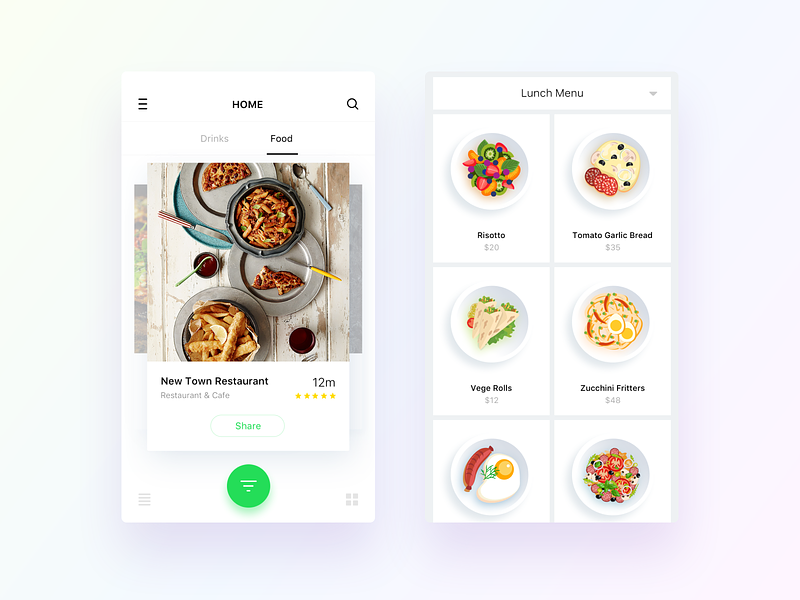 HOME
Drinks
Food
New Town Restaurant
12m
Restaurant & Cafe
Share
Lunch Menu
Risotto
$20
Tomato Garlic Bread
$35
Vege Rolls
$12
Zucchini Fritters
$48